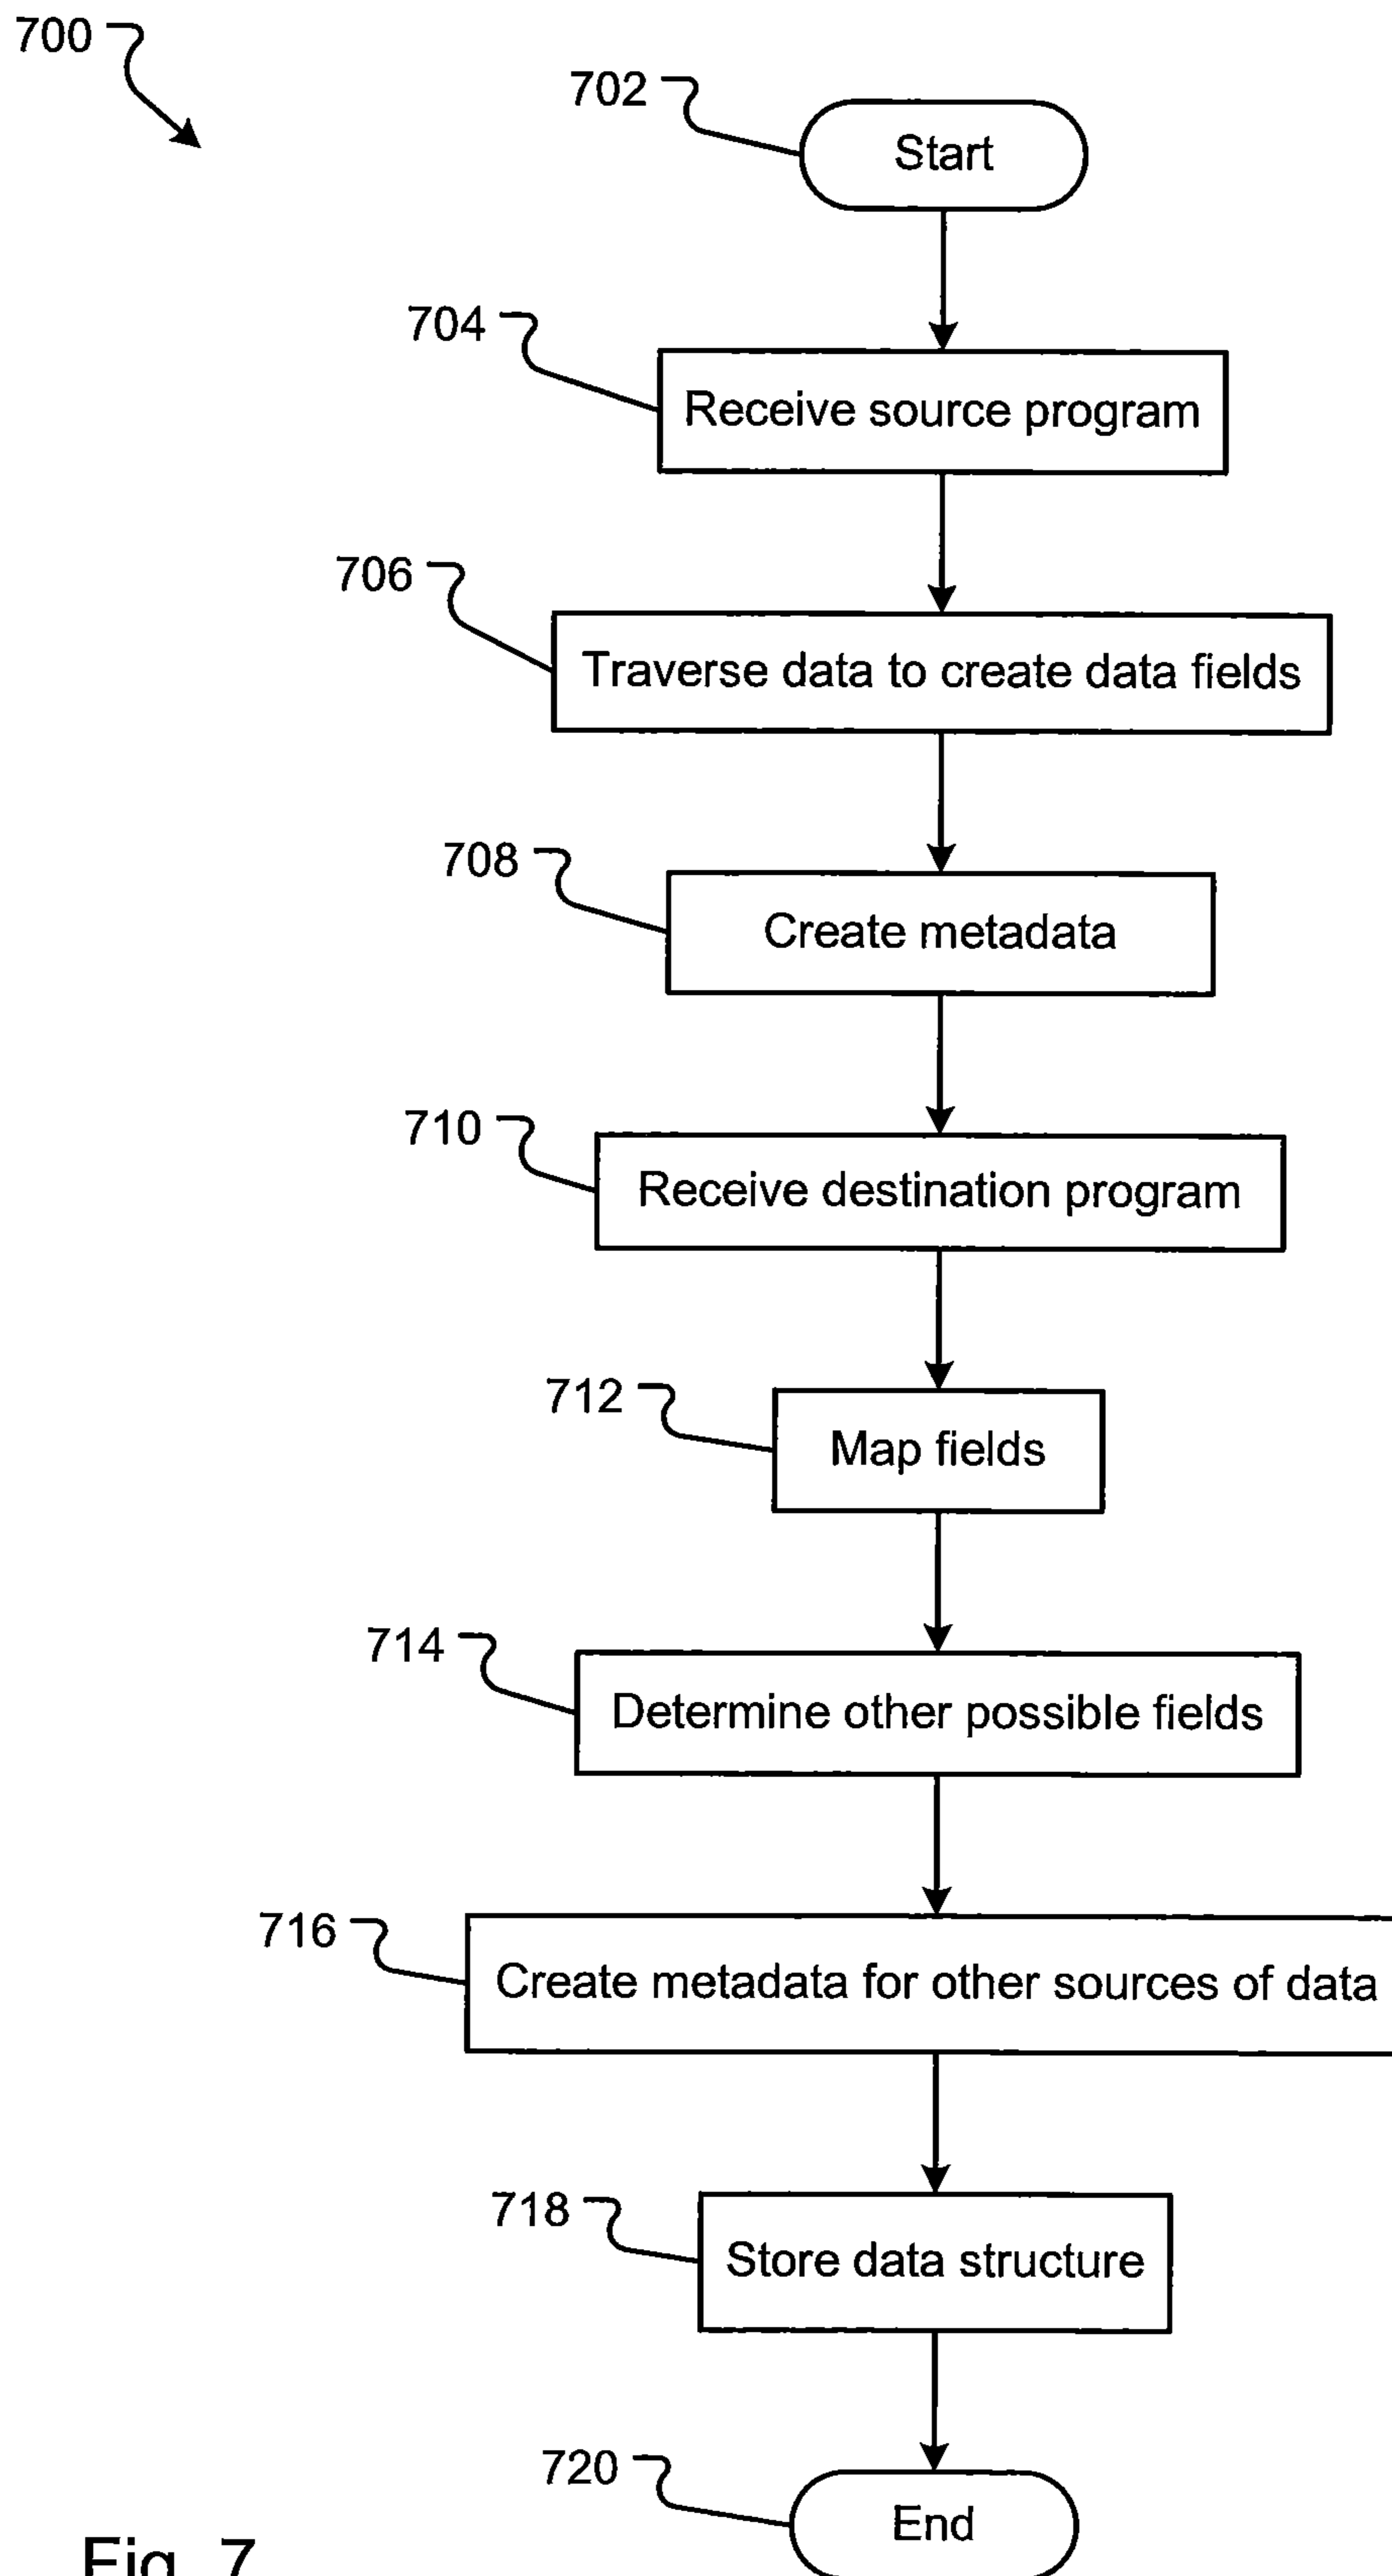 700
702
Start
704
Receive source program
706
Traverse data to create data fields
708
Create metadata
710
Receive destination program
712
Map fields
714
Determine other possible fields
716
Create metadata for other sources of data
718
Store data structure
720
End
Fig. 7